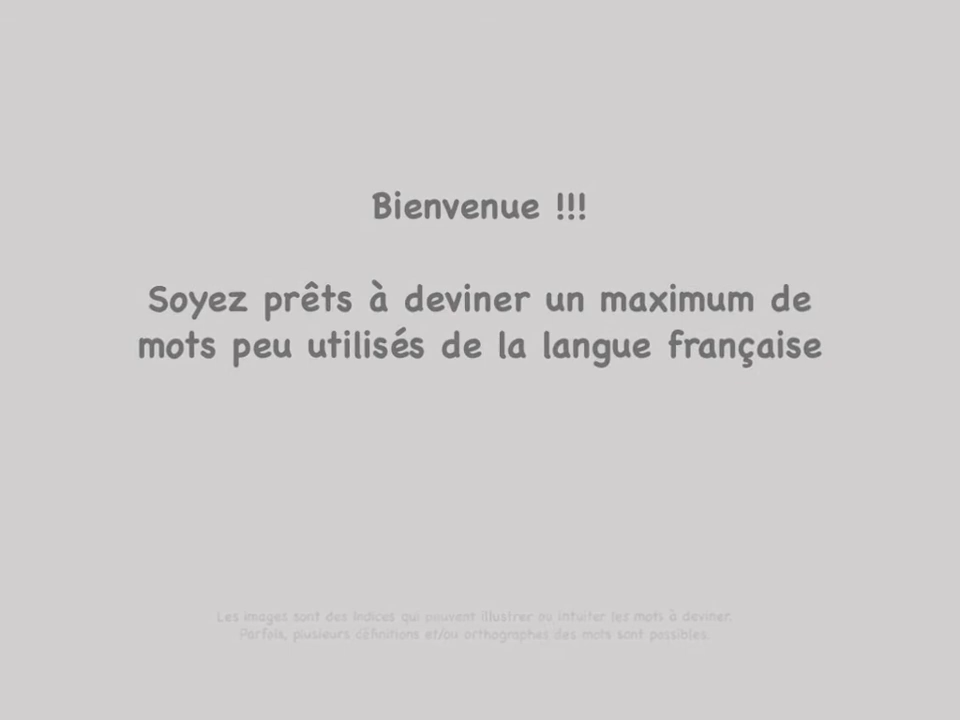 Bienvenue !!!
Soyez prêts à deviner un maximum de
mots peu utilisés de la langue française
Les images sont des indices qui peuvent illustrer ou intuiter les mots à deviner.
Parfois, plusieurs définitions et/ou orthographes des mots sont possibles.